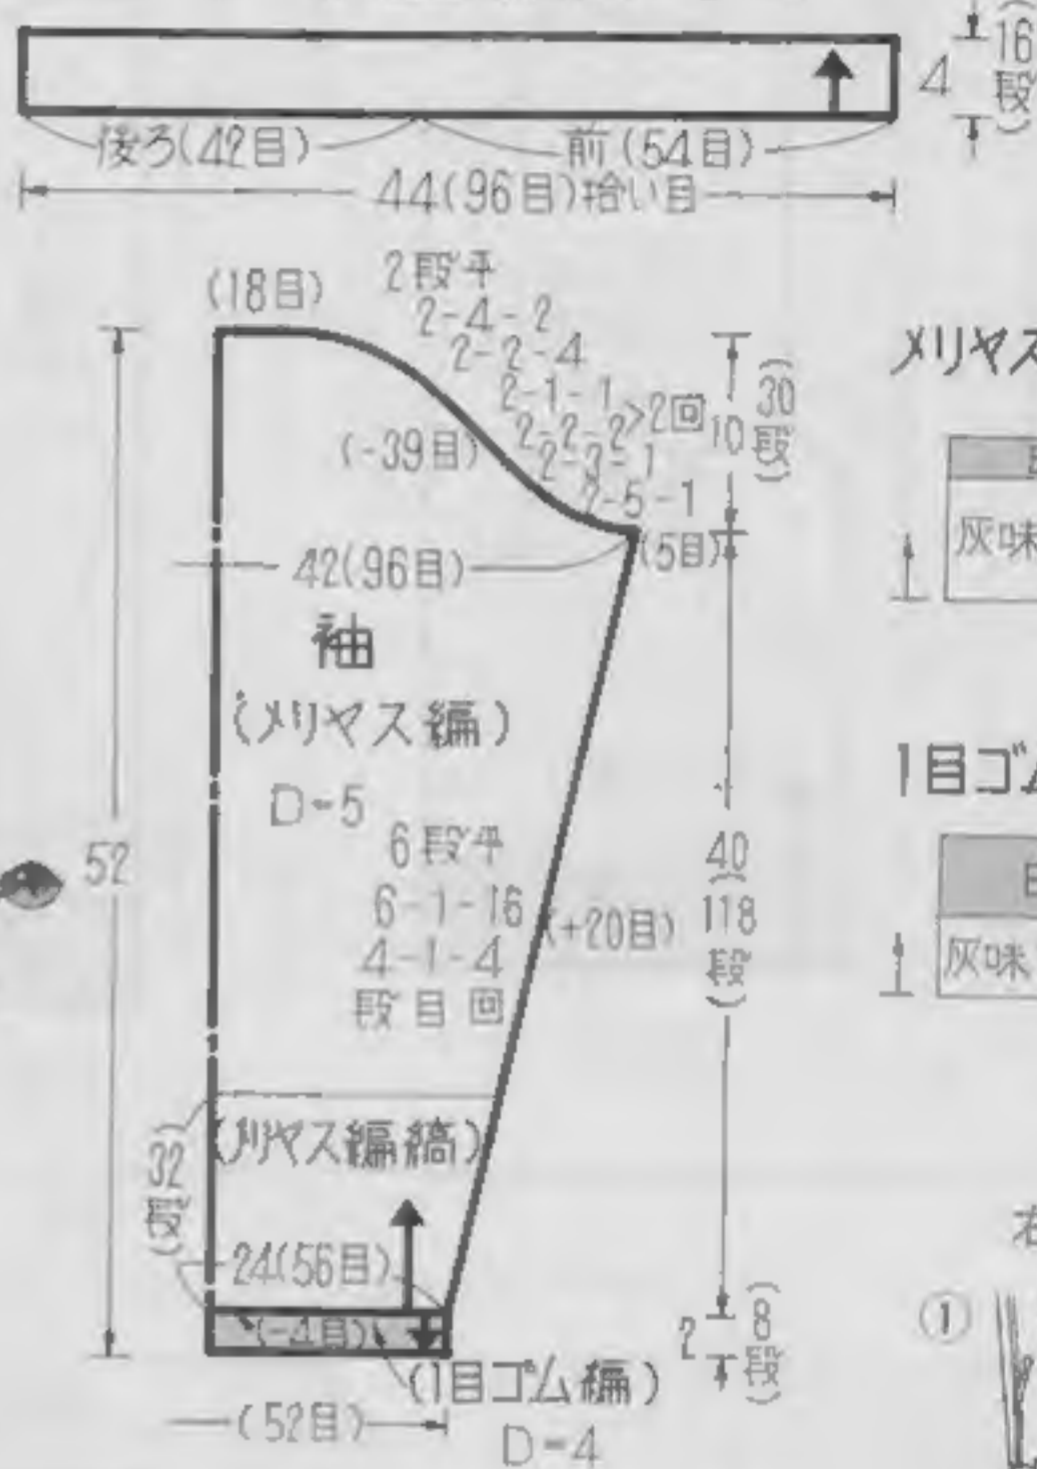 4
(16段)
後ろ(42目) 前(54目)
44(96目)拾い目
(18目)
2段平
2-4-2
2-2-4
2-1-1
2-2-2 >2回
2-3-1
2-5-1
(-39目)
10
(30段)
(5目)
42(96目)
袖
(メリヤス編)
D-5
52
6段平
6-1-16
4-1-4
段目回
(+20目)
40
(118段)
(メリヤス編縞)
(32段)
24(56目)
(-4目)
2
(8段)
(1目ゴム編)
(52目)
D-4
メリヤス
灰味
1目ゴム
灰味
①